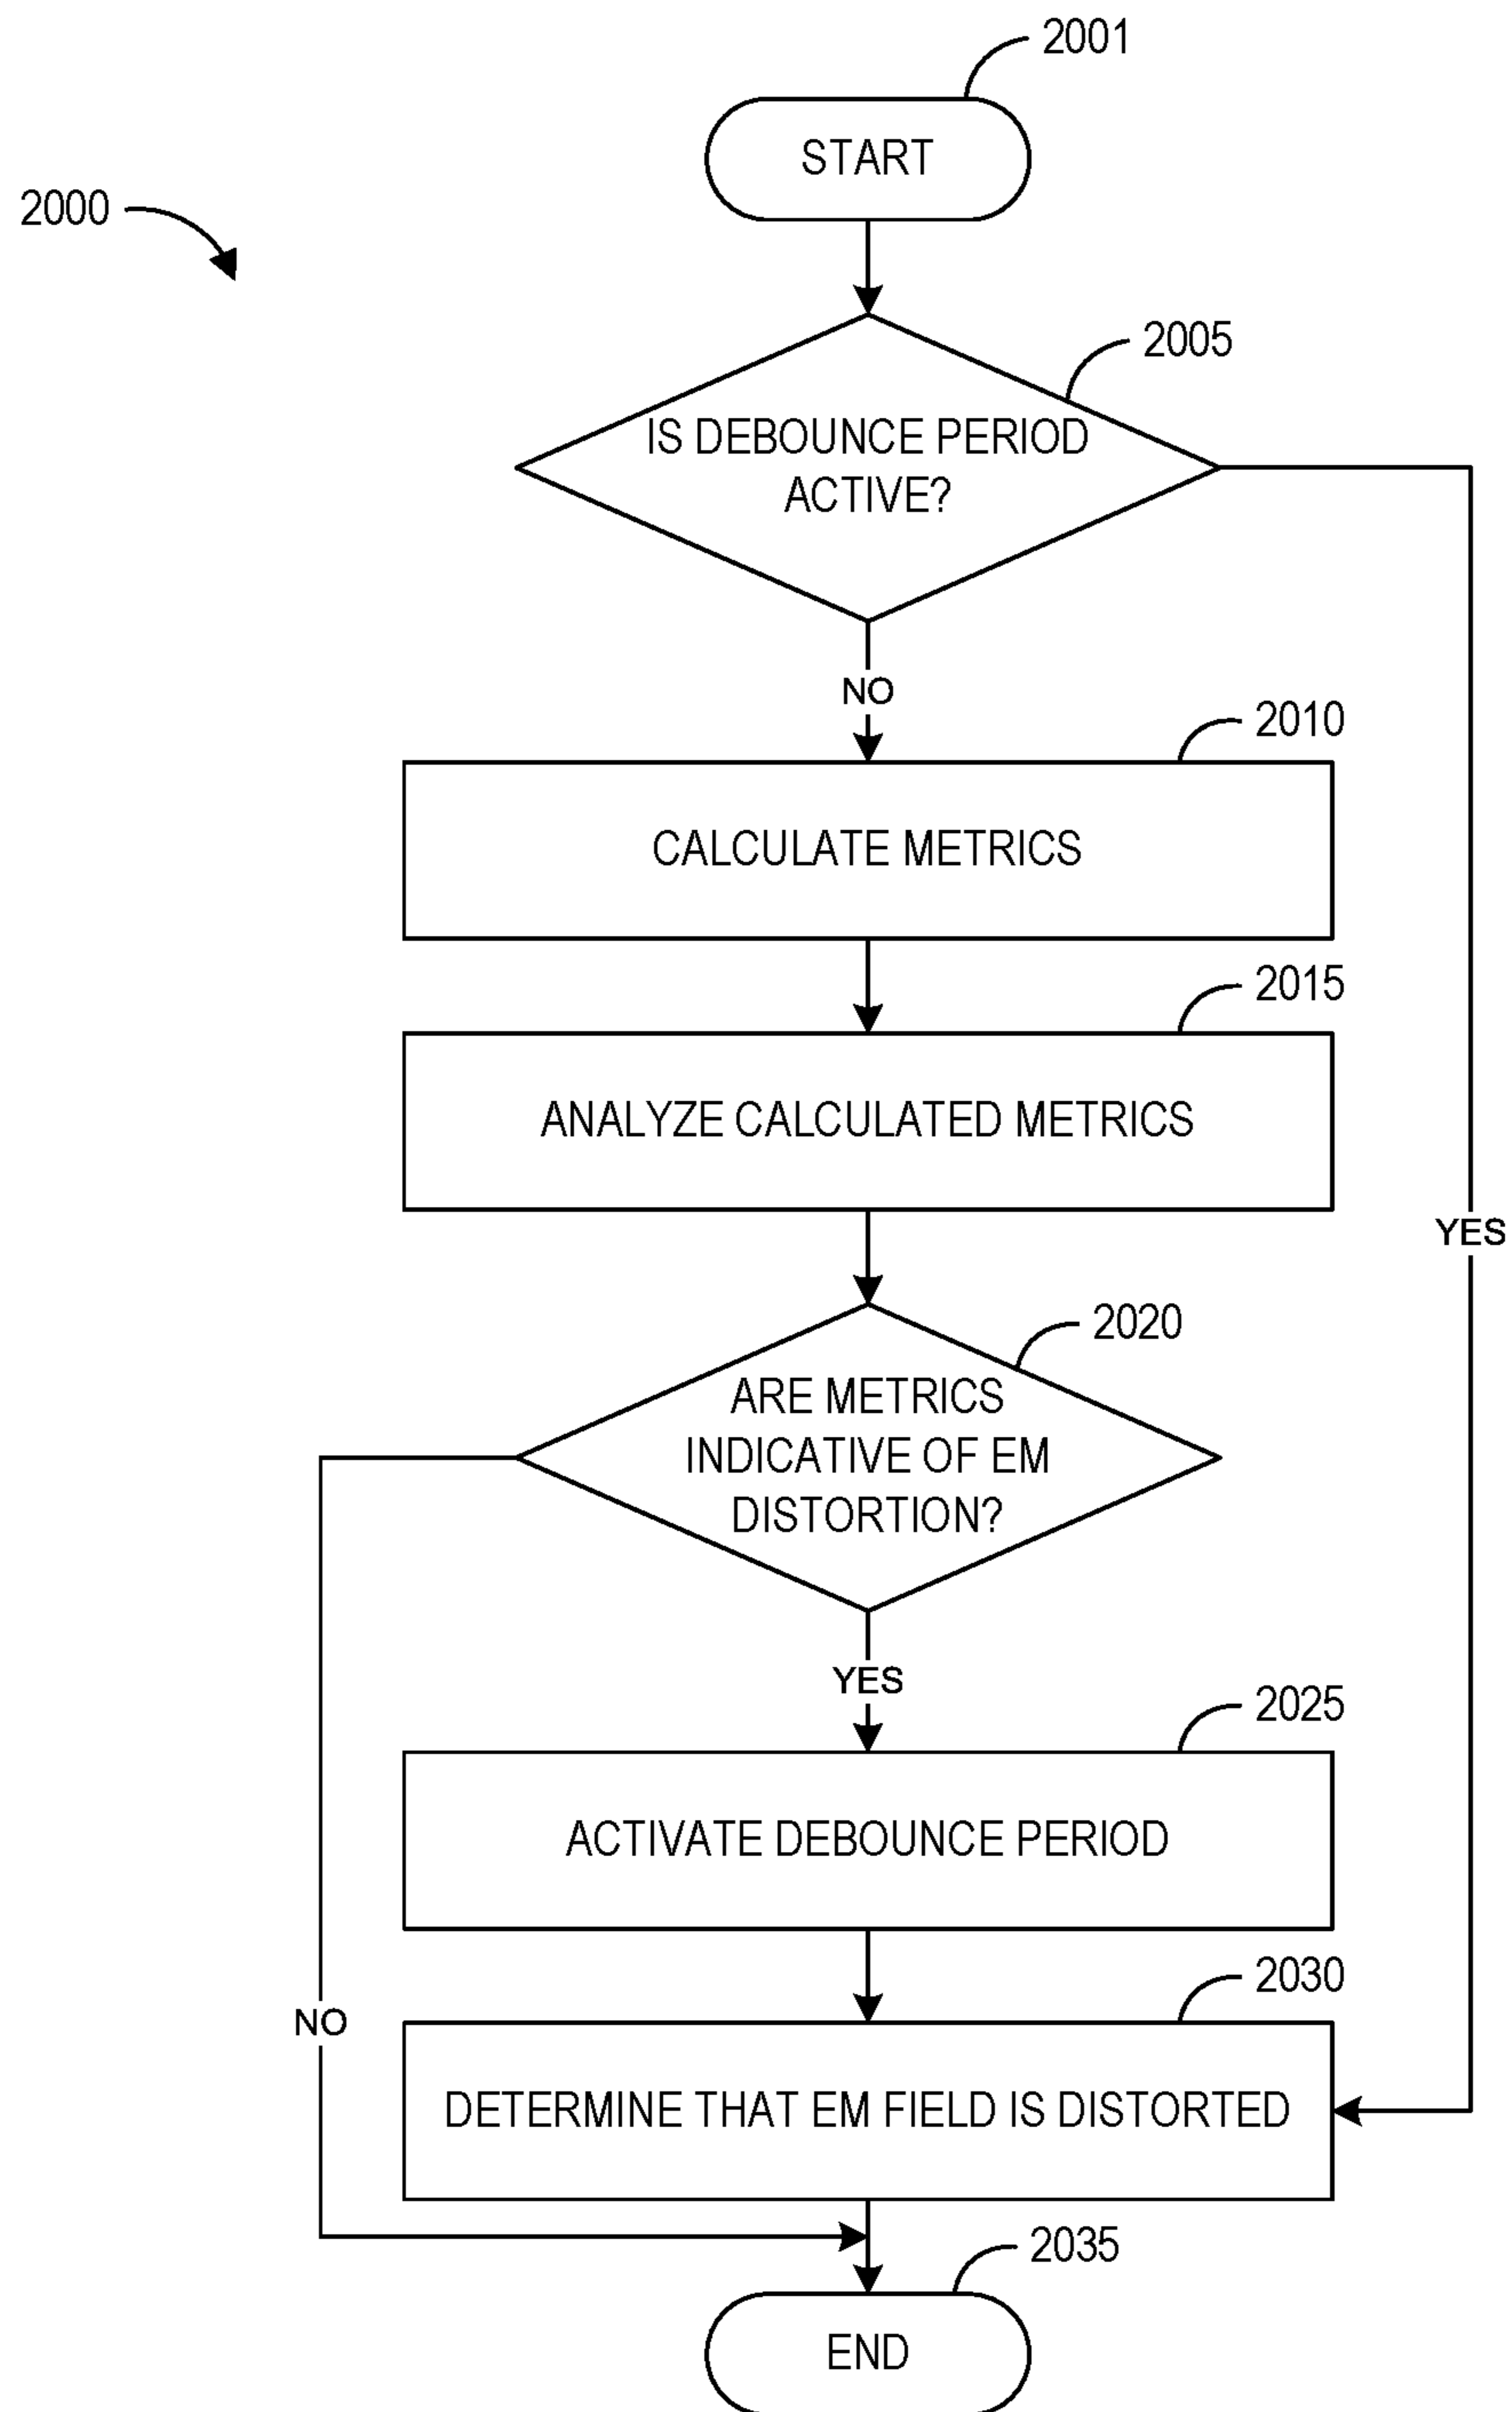 2001
START
2000
2005
IS DEBOUNCE PERIOD
ACTIVE?
NO
2010
CALCULATE METRICS
2015
ANALYZE CALCULATED METRICS
YES
2020
ARE METRICS
INDICATIVE OF EM
DISTORTION?
YES
2025
ACTIVATE DEBOUNCE PERIOD
2030
NO
DETERMINE THAT EM FIELD IS DISTORTED
2035
END